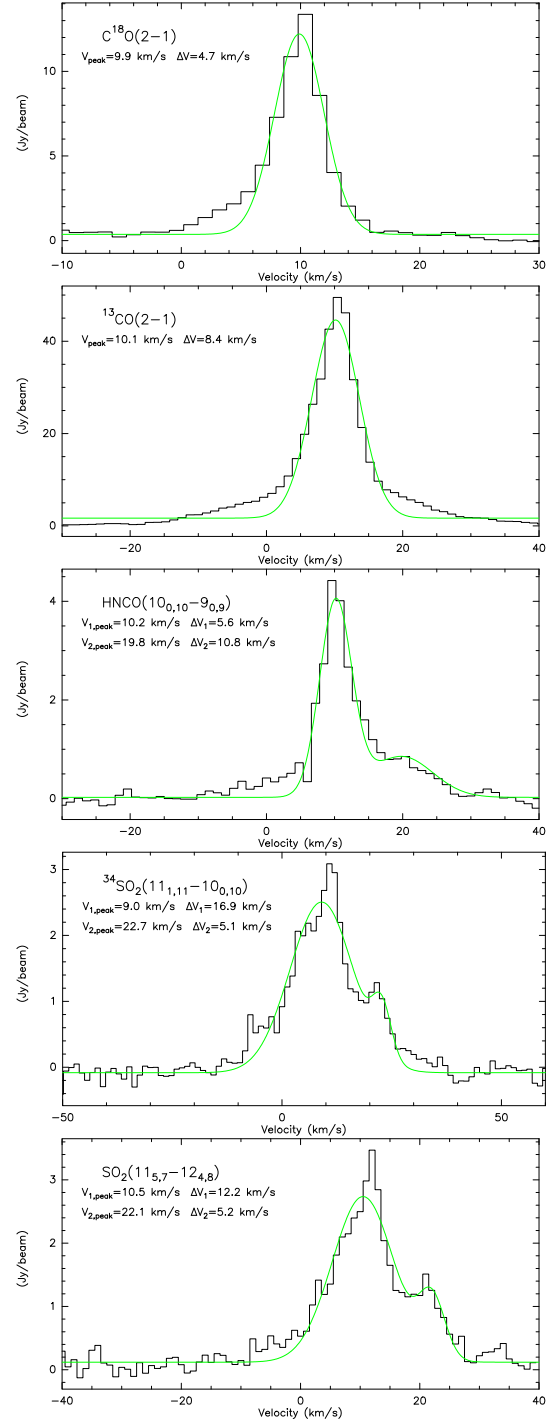 C¹⁸O(2−1)
V_peak=9.9 km/s ΔV=4.7 km/s
10
5
0
(Jy/beam)
−10 0 10 20 30
Velocity (km/s)
¹³CO(2−1)
V_peak=10.1 km/s ΔV=8.4 km/s
40
20
0
(Jy/beam)
−20 0 20 40
Velocity (km/s)
HNCO(10₀,₁₀−9₀,₉)
V₁,peak=10.2 km/s ΔV₁=5.6 km/s
V₂,peak=19.8 km/s ΔV₂=10.8 km/s
4
2
0
(Jy/beam)
−20 0 20 40
Velocity (km/s)
³⁴SO₂(11₁,₁₁−10₀,₁₀)
V₁,peak=9.0 km/s ΔV₁=16.9 km/s
V₂,peak=22.7 km/s ΔV₂=5.1 km/s
3
2
1
0
(Jy/beam)
−50 0 50
Velocity (km/s)
SO₂(11₅,₇−12₄,₈)
V₁,peak=10.5 km/s ΔV₁=12.2 km/s
V₂,peak=22.1 km/s ΔV₂=5.2 km/s
3
2
1
0
(Jy/beam)
−40 −20 0 20 40
Velocity (km/s)